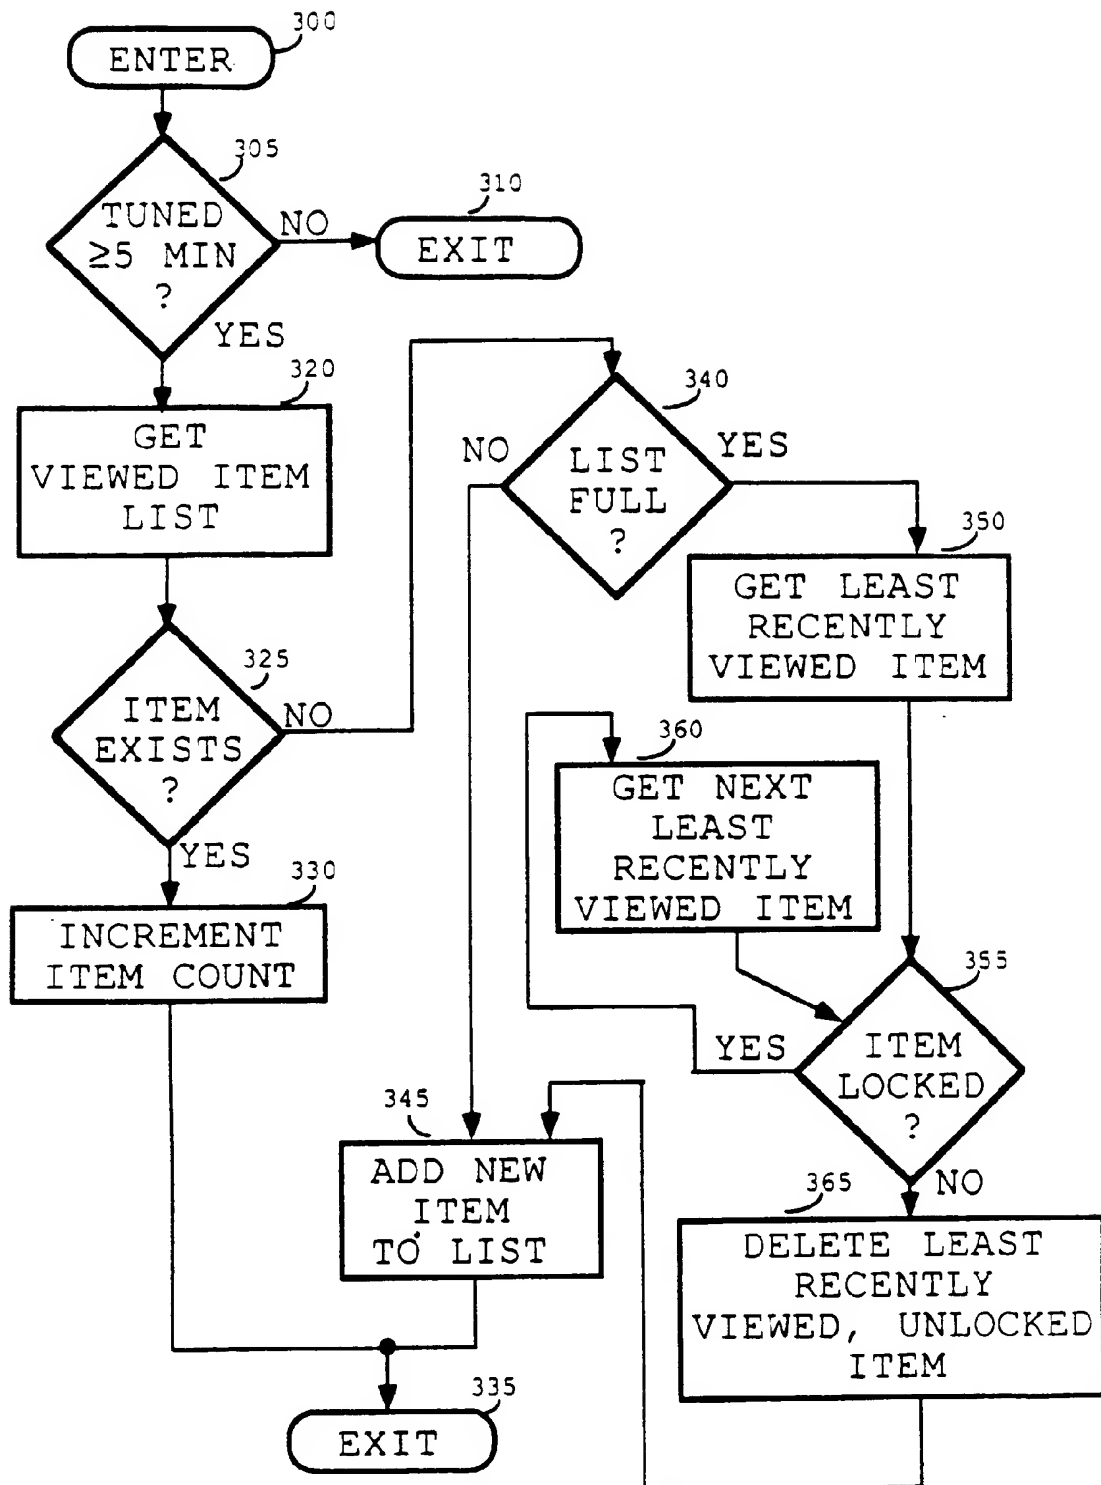 300
ENTER
305
TUNED
≥5 MIN
?
NO
310
EXIT
YES
320
GET
VIEWED ITEM
LIST
325
ITEM
EXISTS
?
NO
YES
330
INCREMENT
ITEM COUNT
340
LIST
FULL
?
NO
YES
350
GET LEAST
RECENTLY
VIEWED ITEM
360
GET NEXT
LEAST
RECENTLY
VIEWED ITEM
355
ITEM
LOCKED
?
YES
NO
345
ADD NEW
ITEM
TO LIST
365
DELETE LEAST
RECENTLY
VIEWED, UNLOCKED
ITEM
335
EXIT